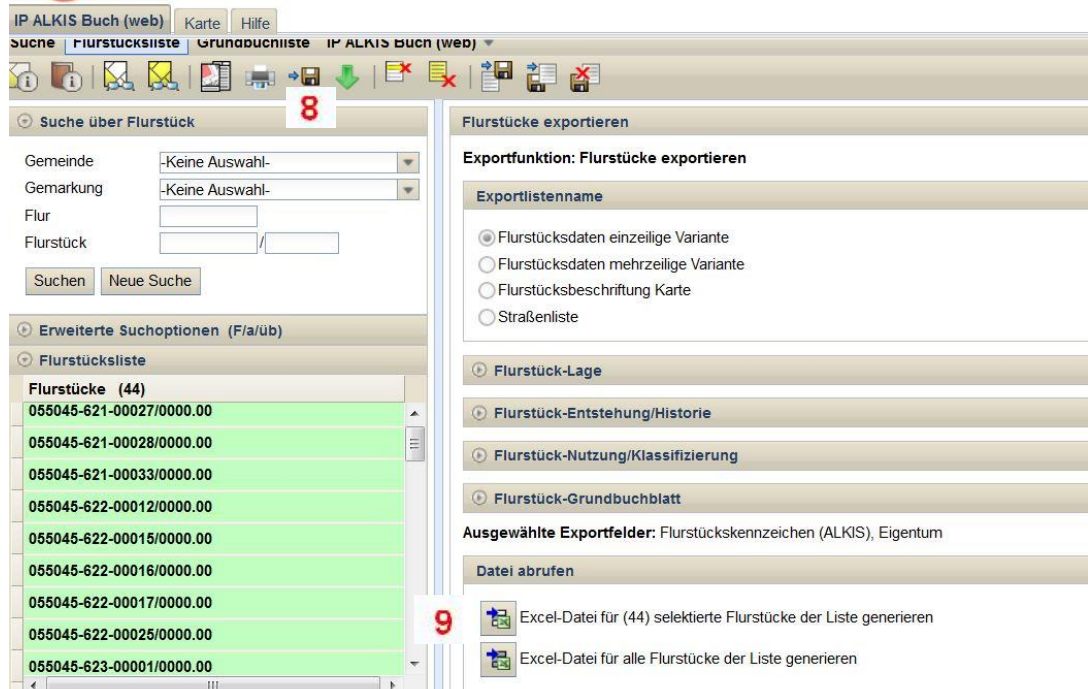 IP ALKIS Buch (web) Karte Hilfe
Suche Flurstücksliste Grundbuchliste IP ALKIS Buch (web)
8
Suche über Flurstück
Gemeinde -Keine Auswahl-
Gemarkung -Keine Auswahl-
Flur
Flurstück /
Suchen Neue Suche
Erweiterte Suchoptionen (F/a/üb)
Flurstücksliste
Flurstücke (44)
055045-621-00027/0000.00
055045-621-00028/0000.00
055045-621-00033/0000.00
055045-622-00012/0000.00
055045-622-00015/0000.00
055045-622-00016/0000.00
055045-622-00017/0000.00
055045-622-00025/0000.00
055045-623-00001/0000.00
Flurstücke exportieren
Exportfunktion: Flurstücke exportieren
Exportlistenname
Flurstücksdaten einzeilige Variante
Flurstücksdaten mehrzeilige Variante
Flurstücksbeschriftung Karte
Straßenliste
Flurstück-Lage
Flurstück-Entstehung/Historie
Flurstück-Nutzung/Klassifizierung
Flurstück-Grundbuchblatt
Ausgewählte Exportfelder: Flurstückskennzeichen (ALKIS), Eigentum
Datei abrufen
9
Excel-Datei für (44) selektierte Flurstücke der Liste generieren
Excel-Datei für alle Flurstücke der Liste generieren